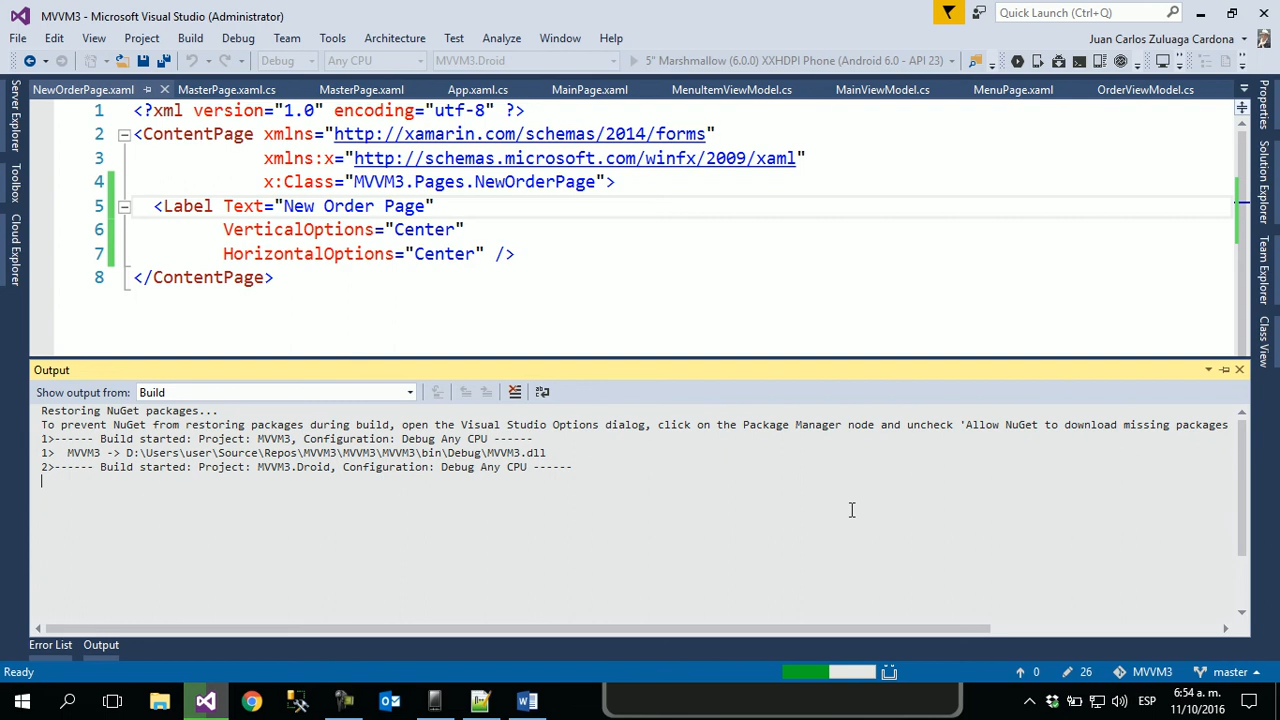 MVVM3 - Microsoft Visual Studio (Administrator)
Quick Launch (Ctrl+Q)
File Edit View Project Build Debug Team Tools Architecture Test Analyze Window Help
Juan Carlos Zuluaga Cardona
Debug Any CPU MVVM3.Droid 5" Marshmallow (6.0.0) XXHDPI Phone (Android 6.0 - API 23)
NewOrderPage.xaml MasterPage.xaml.cs MasterPage.xaml App.xaml.cs MainPage.xaml MenuItemViewModel.cs MainViewModel.cs MenuPage.xaml OrderViewModel.cs
Server Explorer
Toolbox
Cloud Explorer
1 <?xml version="1.0" encoding="utf-8" ?>
2 <ContentPage xmlns="http://xamarin.com/schemas/2014/forms"
3 xmlns:x="http://schemas.microsoft.com/winfx/2009/xaml"
4 x:Class="MVVM3.Pages.NewOrderPage">
5 <Label Text="New Order Page"
6 VerticalOptions="Center"
7 HorizontalOptions="Center" />
8 </ContentPage>
Properties
Solution Explorer
Team Explorer
Class View
Output
Show output from: Build
Restoring NuGet packages...
To prevent NuGet from restoring packages during build, open the Visual Studio Options dialog, click on the Package Manager node and uncheck 'Allow NuGet to download missing packages
1>------ Build started: Project: MVVM3, Configuration: Debug Any CPU ------
1> MVVM3 -> D:\Users\user\Source\Repos\MVVM3\MVVM3\MVVM3\bin\Debug\MVVM3.dll
2>------ Build started: Project: MVVM3.Droid, Configuration: Debug Any CPU ------
Error List Output
Ready
0 26 MVVM3 master
ESP
6:54 a. m.
11/10/2016